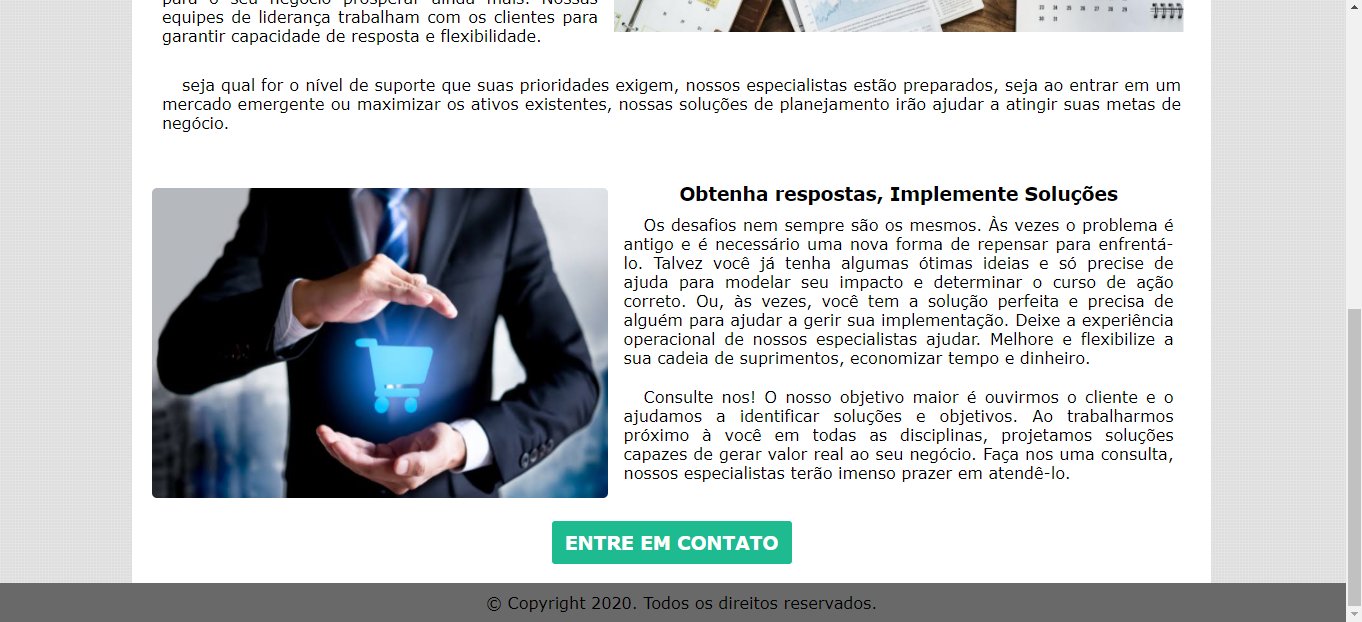 para o seu negócio prosperar ainda mais. Nossas
equipes de liderança trabalham com os clientes para
garantir capacidade de resposta e flexibilidade.
seja qual for o nível de suporte que suas prioridades exigem, nossos especialistas estão preparados, seja ao entrar em um
mercado emergente ou maximizar os ativos existentes, nossas soluções de planejamento irão ajudar a atingir suas metas de
negócio.
Obtenha respostas, Implemente Soluções
Os desafios nem sempre são os mesmos. Às vezes o problema é
antigo e é necessário uma nova forma de repensar para enfrentá-
lo. Talvez você já tenha algumas ótimas ideias e só precise de
ajuda para modelar seu impacto e determinar o curso de ação
correto. Ou, às vezes, você tem a solução perfeita e precisa de
alguém para ajudar a gerir sua implementação. Deixe a experiência
operacional de nossos especialistas ajudar. Melhore e flexibilize a
sua cadeia de suprimentos, economizar tempo e dinheiro.
Consulte nos! O nosso objetivo maior é ouvirmos o cliente e o
ajudamos a identificar soluções e objetivos. Ao trabalharmos
próximo à você em todas as disciplinas, projetamos soluções
capazes de gerar valor real ao seu negócio. Faça nos uma consulta,
nossos especialistas terão imenso prazer em atendê-lo.
ENTRE EM CONTATO
© Copyright 2020. Todos os direitos reservados.